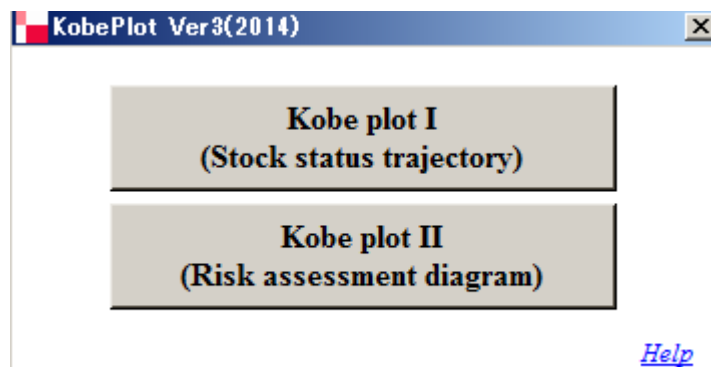 KobePlot Ver3(2014)
Kobe plot I
(Stock status trajectory)
Kobe plot II
(Risk assessment diagram)
Help